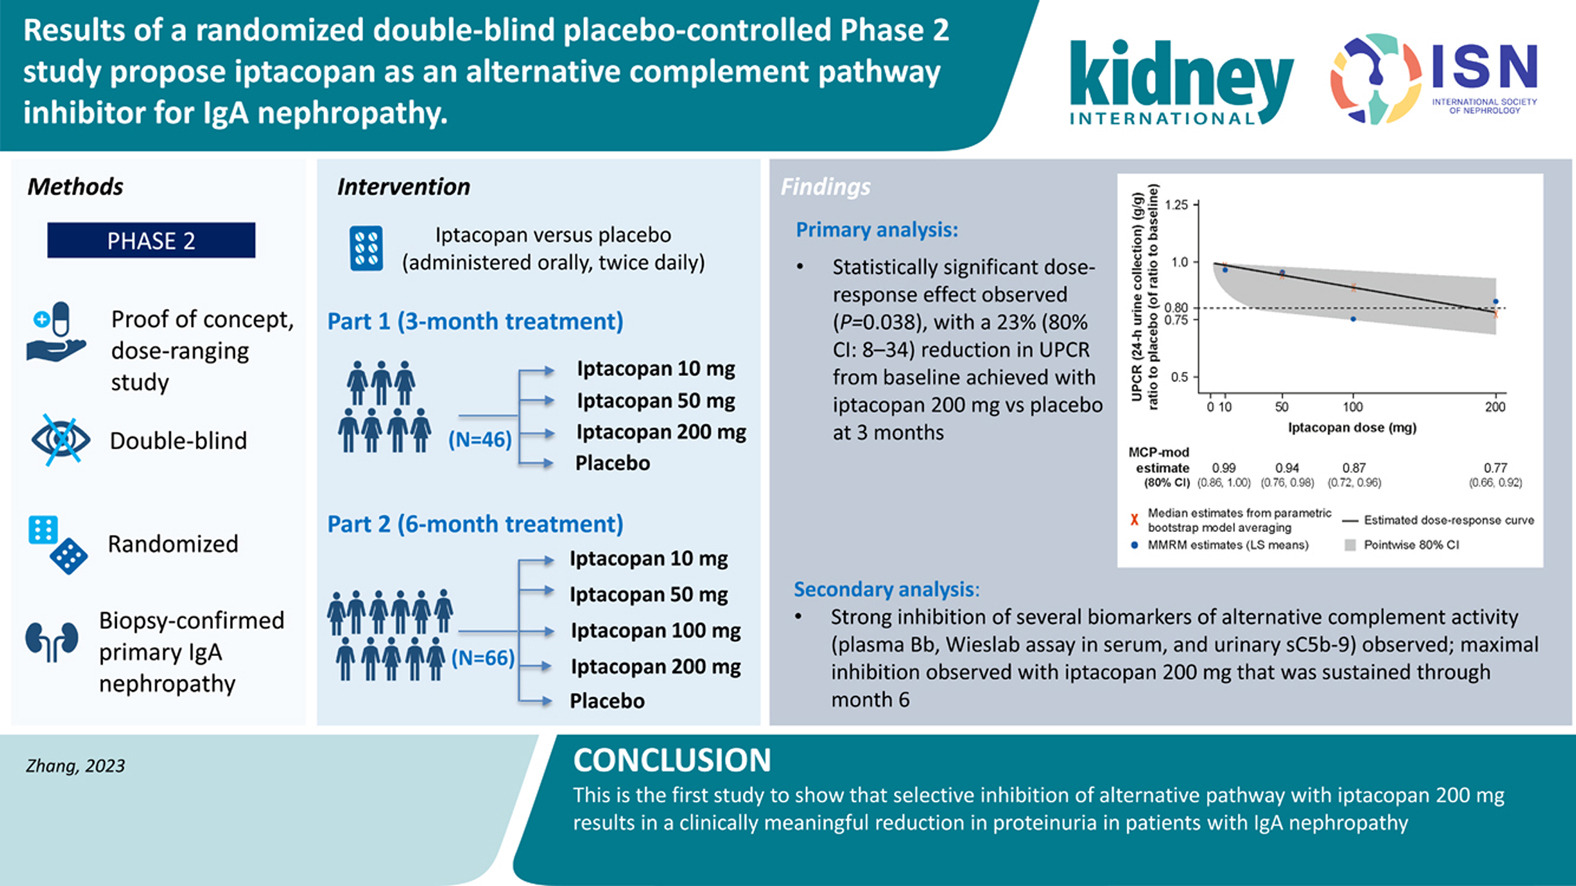 Results of a randomized double-blind placebo-controlled Phase 2
study propose iptacopan as an alternative complement pathway
inhibitor for IgA nephropathy.
kidney
INTERNATIONAL
ISN
INTERNATIONAL SOCIETY
OF NEPHROLOGY
Methods
PHASE 2
Proof of concept,
dose-ranging
study
Double-blind
Randomized
Biopsy-confirmed
primary IgA
nephropathy
Intervention
Iptacopan versus placebo
(administered orally, twice daily)
Part 1 (3-month treatment)
(N=46)
Iptacopan 10 mg
Iptacopan 50 mg
Iptacopan 200 mg
Placebo
Part 2 (6-month treatment)
(N=66)
Iptacopan 10 mg
Iptacopan 50 mg
Iptacopan 100 mg
Iptacopan 200 mg
Placebo
Findings
Primary analysis:
• Statistically significant dose-
response effect observed
(P=0.038), with a 23% (80%
CI: 8–34) reduction in UPCR
from baseline achieved with
iptacopan 200 mg vs placebo
at 3 months
UPCR (24-h urine collection) (g/g)
ratio to placebo (of ratio to baseline)
1.25
1.0
0.80
0.75
0.5
0 10 50 100 200
Iptacopan dose (mg)
MCP-mod
estimate 0.99 0.94 0.87 0.77
(80% CI) (0.86, 1.00) (0.76, 0.98) (0.72, 0.96) (0.66, 0.92)
Median estimates from parametric
bootstrap model averaging
Estimated dose-response curve
MMRM estimates (LS means)
Pointwise 80% CI
Secondary analysis:
• Strong inhibition of several biomarkers of alternative complement activity
(plasma Bb, Wieslab assay in serum, and urinary sC5b-9) observed; maximal
inhibition observed with iptacopan 200 mg that was sustained through
month 6
Zhang, 2023
CONCLUSION
This is the first study to show that selective inhibition of alternative pathway with iptacopan 200 mg
results in a clinically meaningful reduction in proteinuria in patients with IgA nephropathy